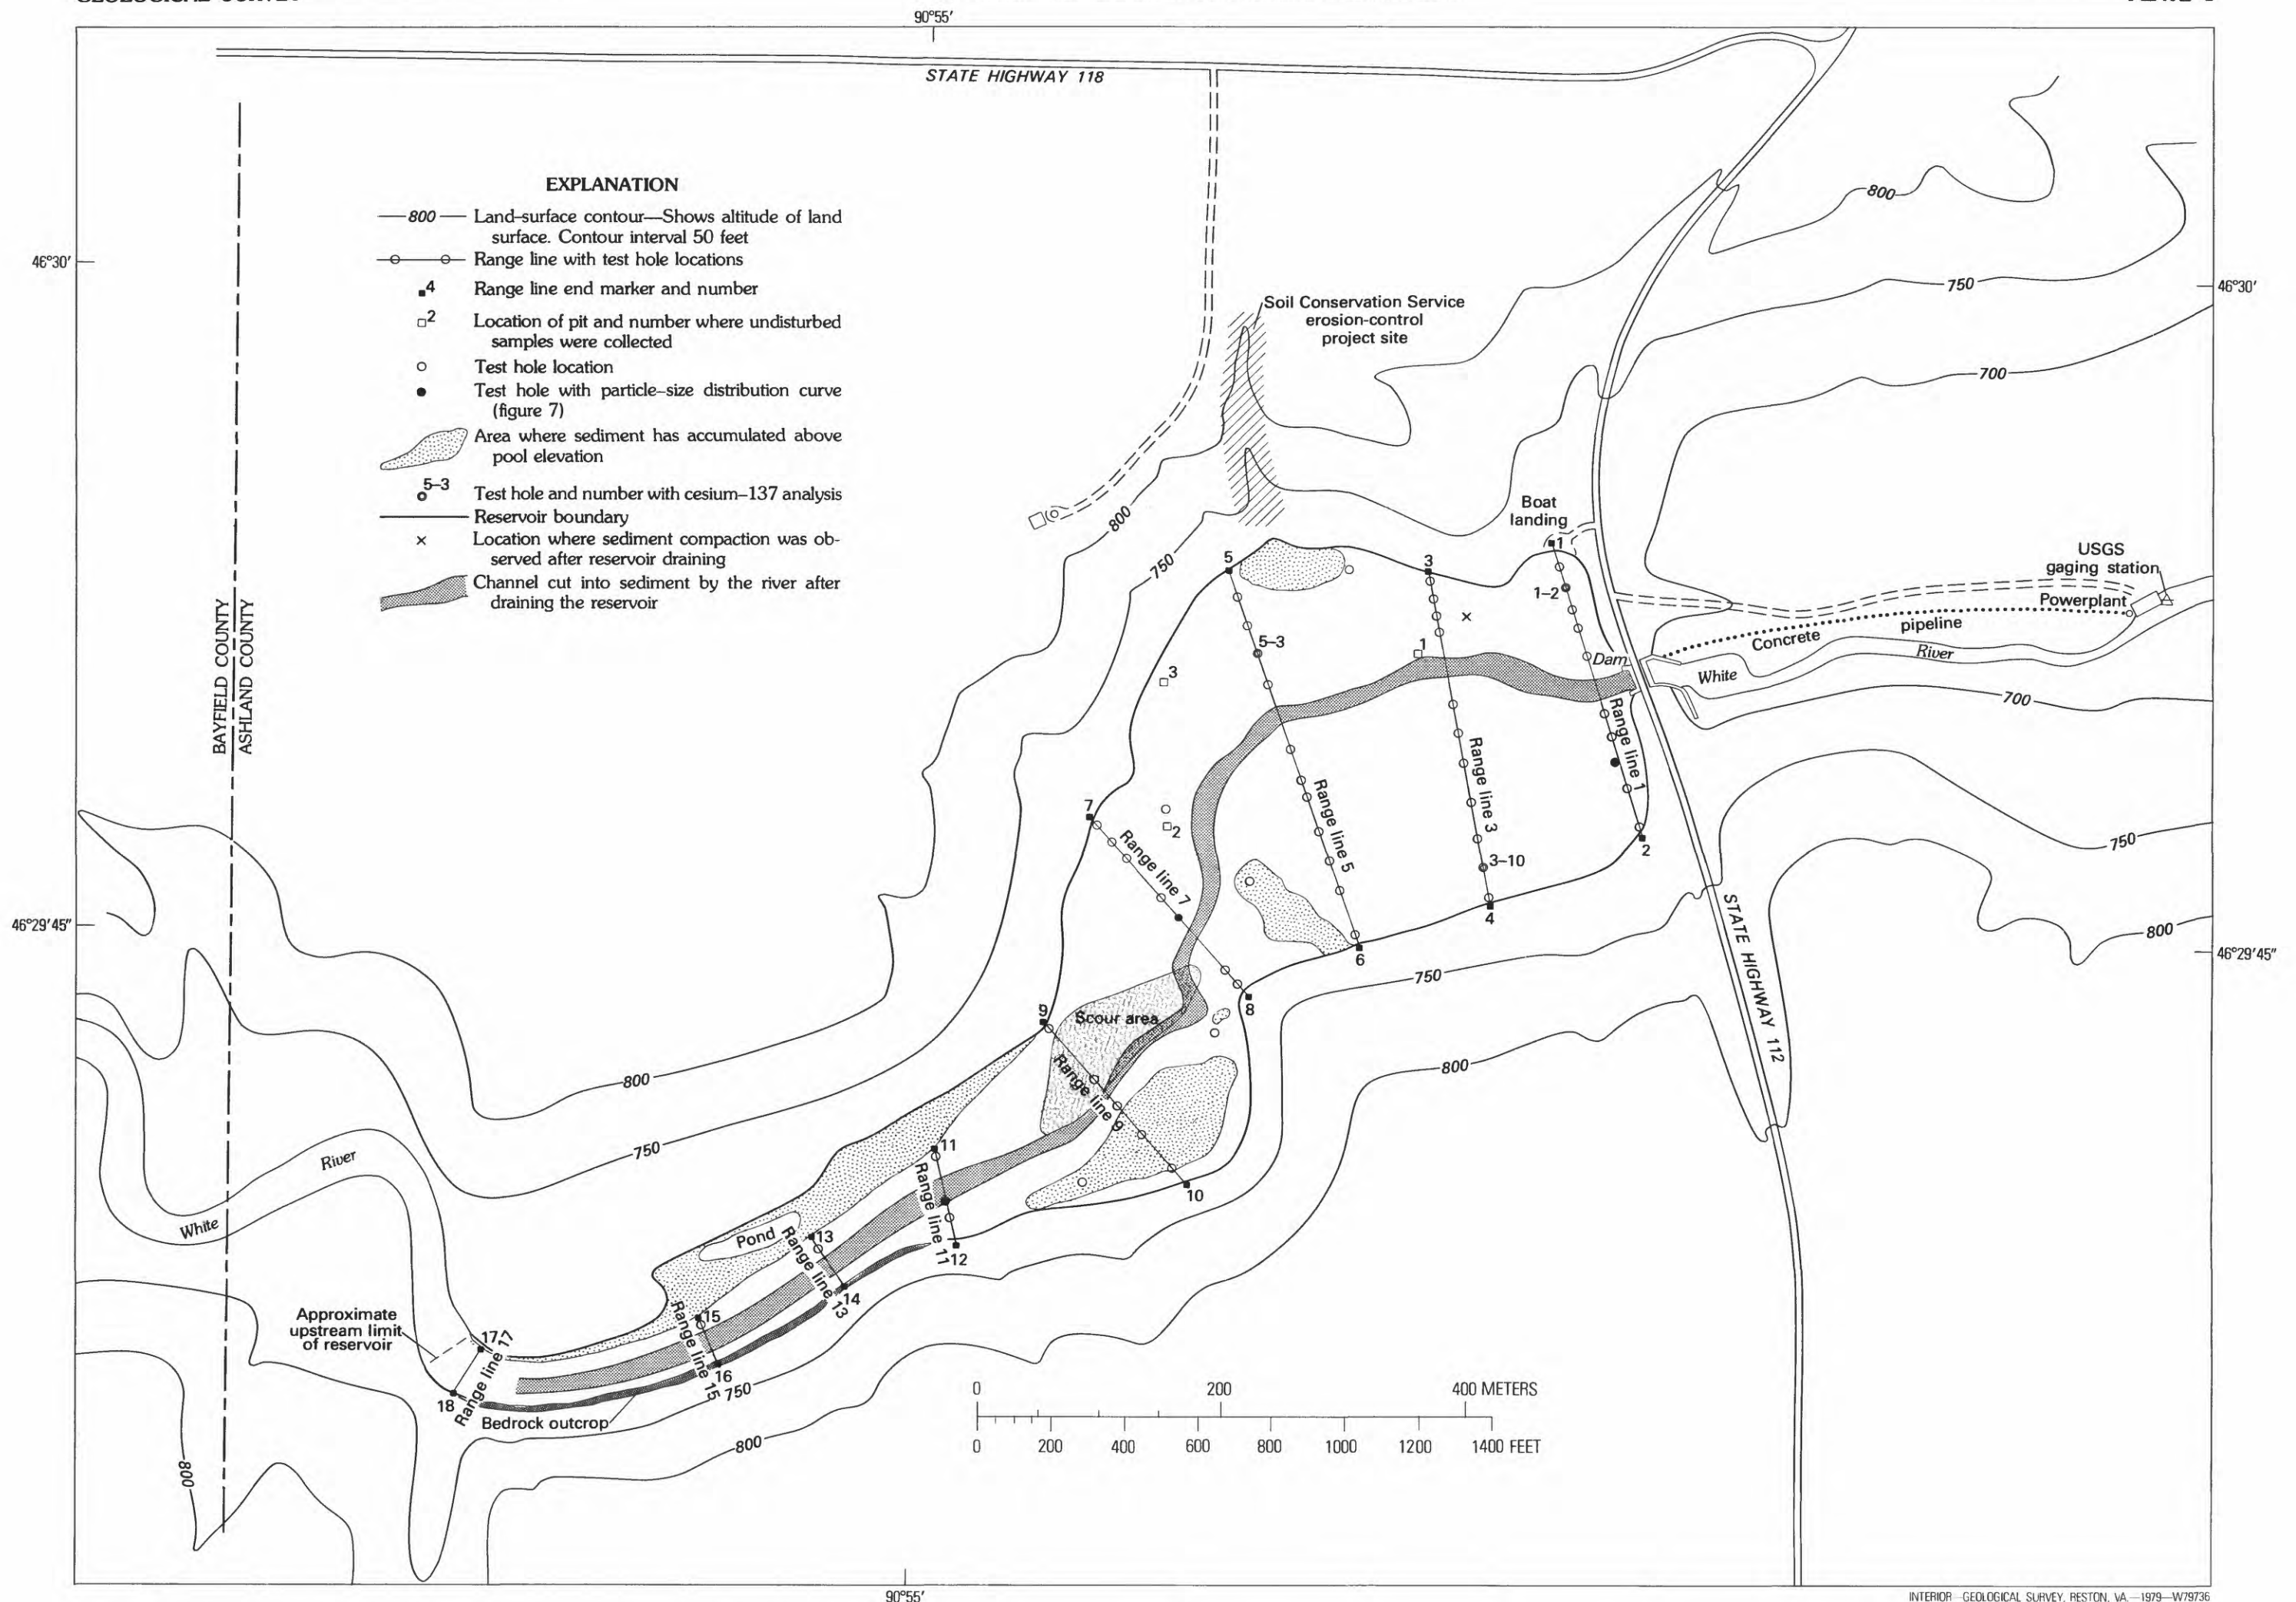 90°55′
STATE HIGHWAY 118
EXPLANATION
—800— Land-surface contour—Shows altitude of land
surface. Contour interval 50 feet
Range line with test hole locations
4 Range line end marker and number
2 Location of pit and number where undisturbed
samples were collected
Test hole location
Test hole with particle-size distribution curve
(figure 7)
Area where sediment has accumulated above
pool elevation
5-3 Test hole and number with cesium-137 analysis
Reservoir boundary
× Location where sediment compaction was ob-
served after reservoir draining
Channel cut into sediment by the river after
draining the reservoir
46°30′
46°30′
800
750
700
Soil Conservation Service
erosion-control
project site
Boat
landing
800
750
5
3
1
1-2
USGS
gaging station
Powerplant
Concrete
pipeline
River
White
Dam
700
BAYFIELD COUNTY
ASHLAND COUNTY
5-3
3
1
Range line 1
Range line 3
Range line 5
7
2
Range line 7
3-10
2
4
6
750
800
STATE HIGHWAY 112
46°29′45″
46°29′45″
750
8
9
Scour area
Range line 9
800
800
750
11
Range line 11
10
12
River
White
Pond
13
Range line 13
14
15
Range line 15
16
750
Approximate
upstream limit
of reservoir
17
Range line 17
18
Bedrock outcrop
800
800
0 200 400 METERS
0 200 400 600 800 1000 1200 1400 FEET
90°55′
INTERIOR—GEOLOGICAL SURVEY, RESTON, VA.—1979—W79736